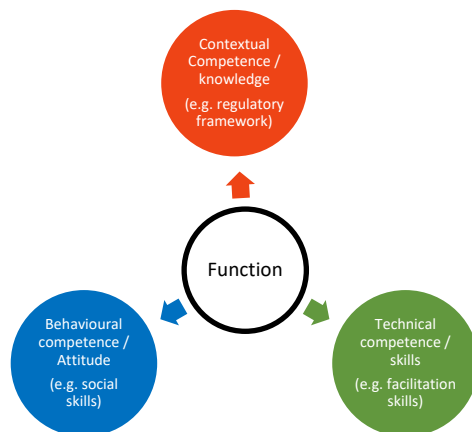 Contextual
Competence /
knowledge
(e.g. regulatory
framework)
Function
Behavioural
competence /
Attitude
(e.g. social
skills)
Technical
competence /
skills
(e.g. facilitation
skills)